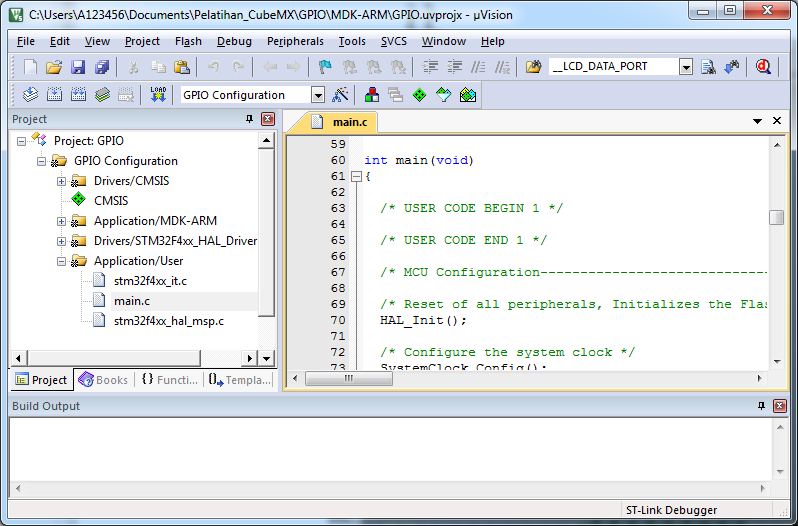 C:\Users\A123456\Documents\Pelatihan_CubeMX\GPIO\MDK-ARM\GPIO.uvprojx - µVision
File Edit View Project Flash Debug Peripherals Tools SVCS Window Help
__LCD_DATA_PORT
LOAD
GPIO Configuration
Project
Project: GPIO
GPIO Configuration
Drivers/CMSIS
CMSIS
Application/MDK-ARM
Drivers/STM32F4xx_HAL_Driver
Application/User
stm32f4xx_it.c
main.c
stm32f4xx_hal_msp.c
Project Books {} Functi... Templa...
main.c
59
60 int main(void)
61 {
62
63 /* USER CODE BEGIN 1 */
64
65 /* USER CODE END 1 */
66
67 /* MCU Configuration-----------------------------
68
69 /* Reset of all peripherals, Initializes the Flas
70 HAL_Init();
71
72 /* Configure the system clock */
73 SystemClock_Config();
Build Output
ST-Link Debugger